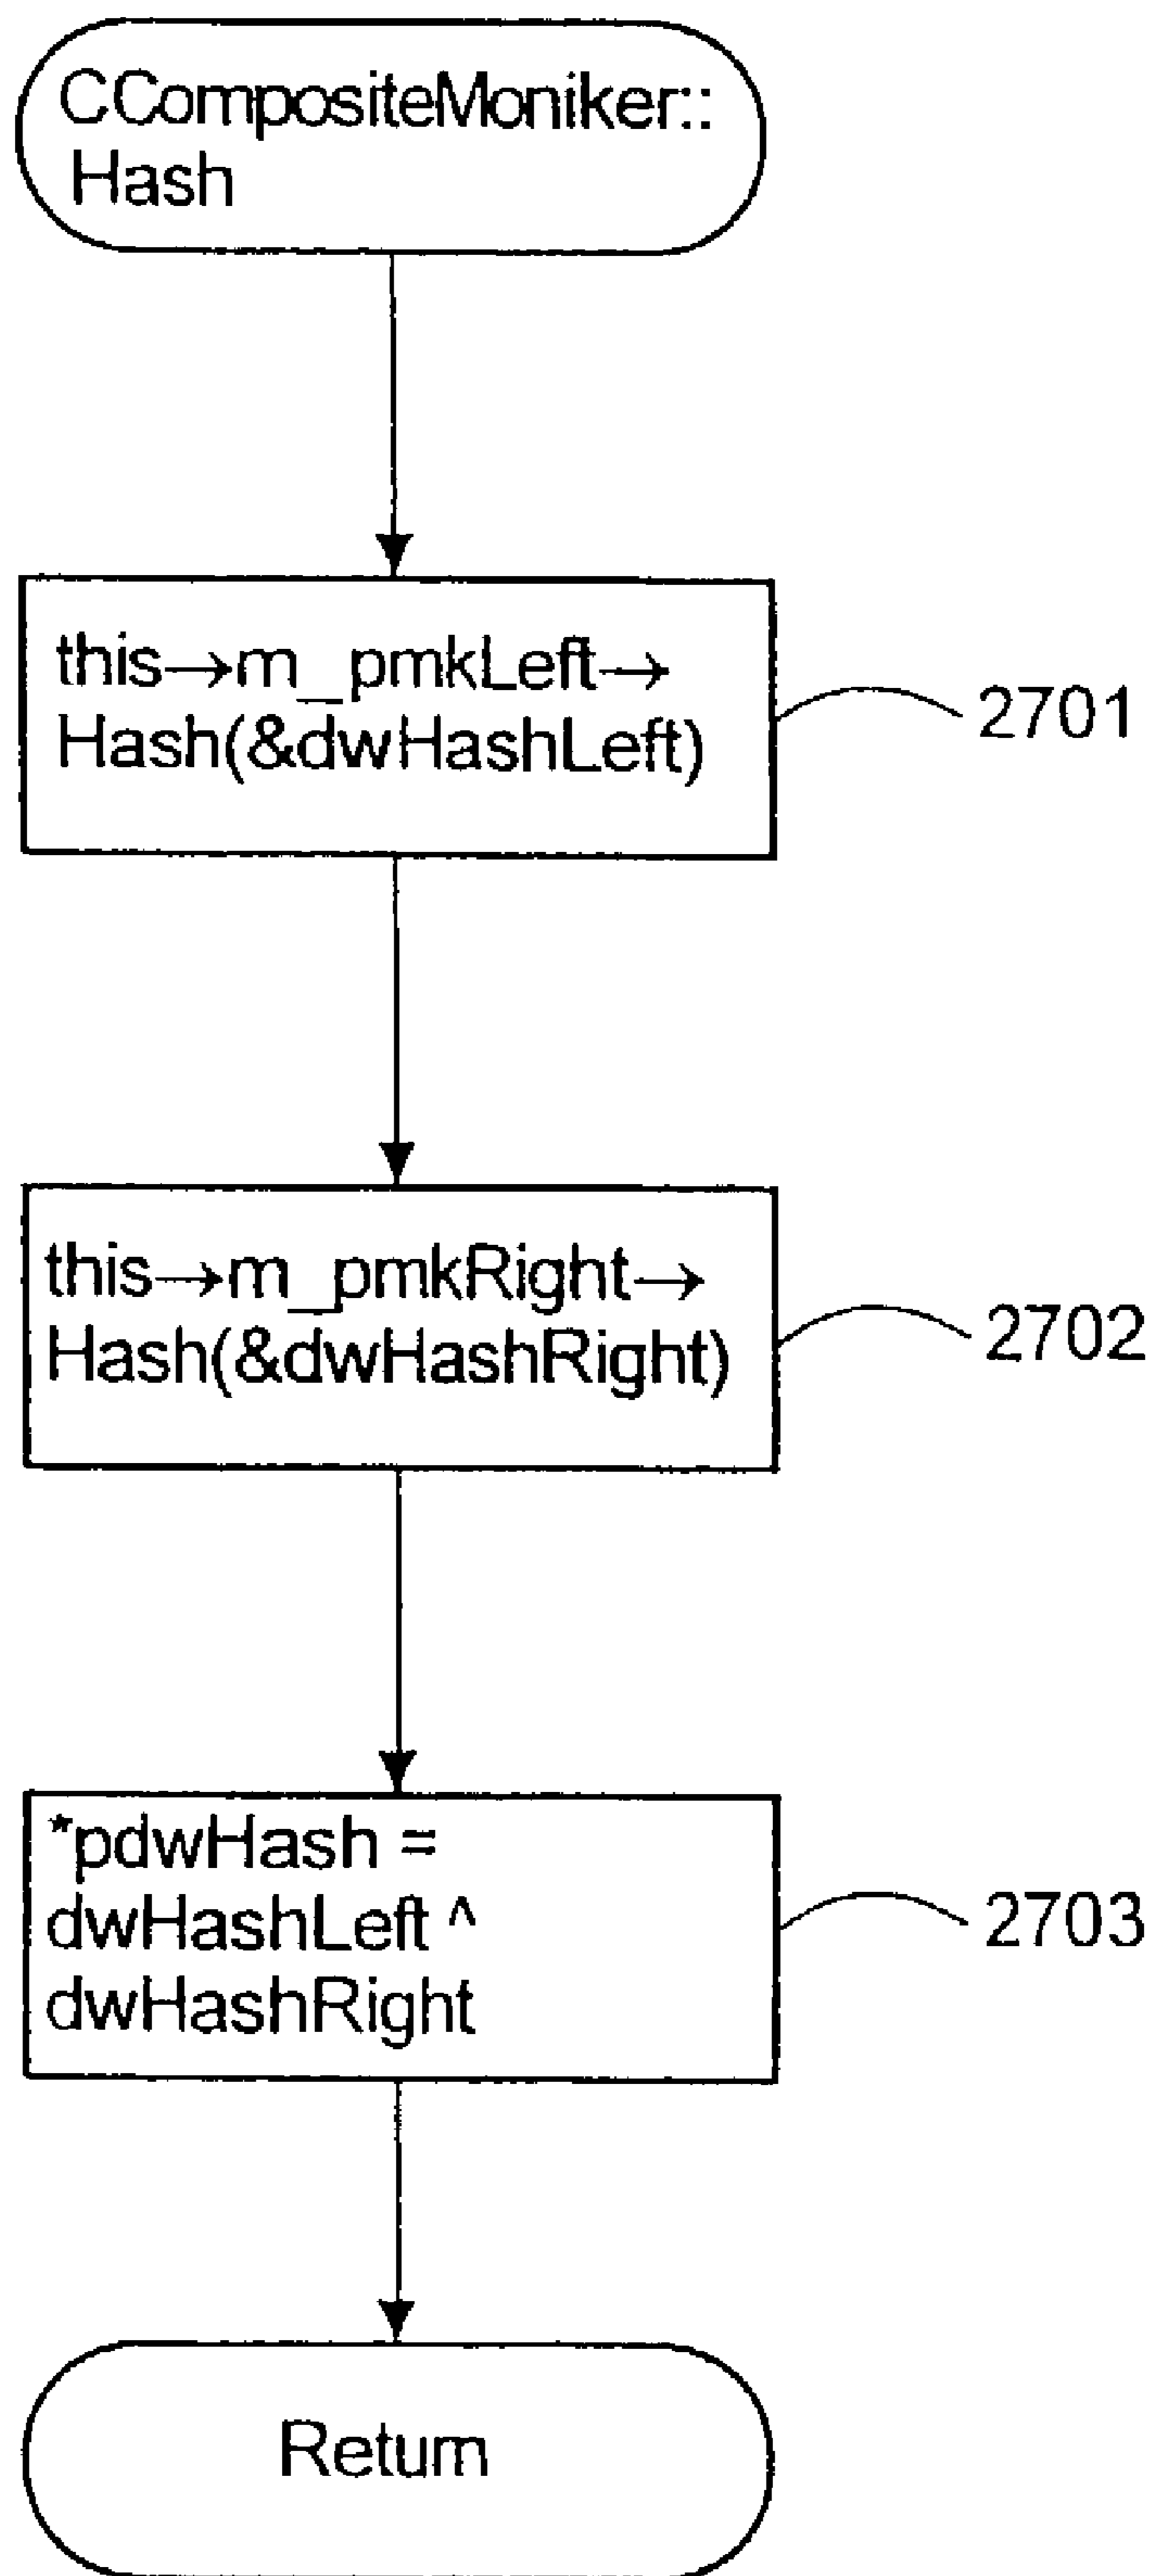 CCompositeMoniker::
Hash
this→m_pmkLeft→
Hash(&dwHashLeft)
2701
this→m_pmkRight→
Hash(&dwHashRight)
2702
*pdwHash =
dwHashLeft ^
dwHashRight
2703
Return